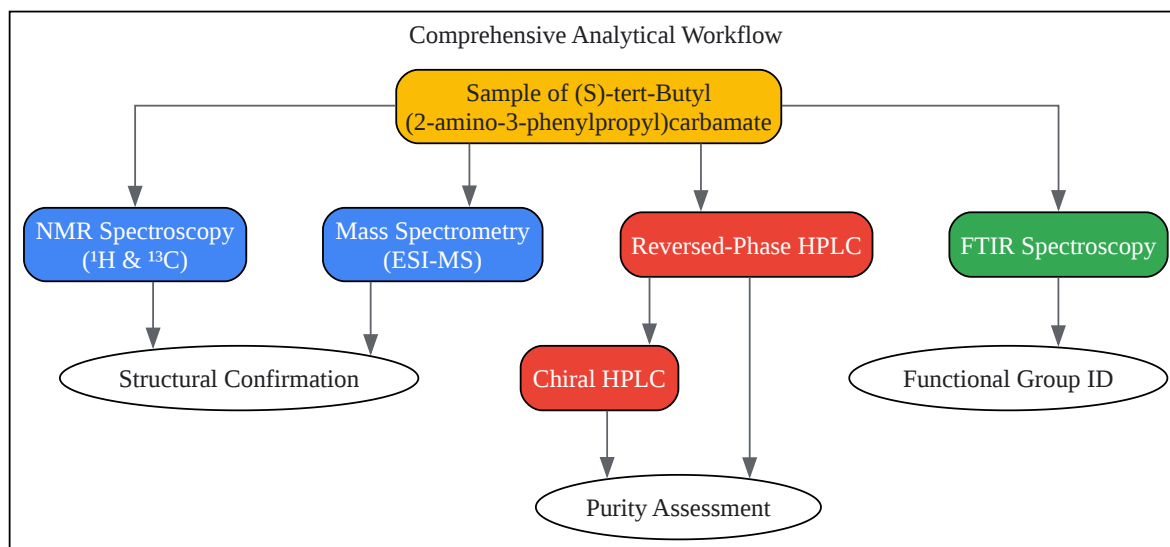 Comprehensive Analytical Workflow
Sample of (S)-tert-Butyl
(2-amino-3-phenylpropyl)carbamate
NMR Spectroscopy
(¹H & ¹³C)
Mass Spectrometry
(ESI-MS)
Reversed-Phase HPLC
FTIR Spectroscopy
Structural Confirmation
Chiral HPLC
Functional Group ID
Purity Assessment